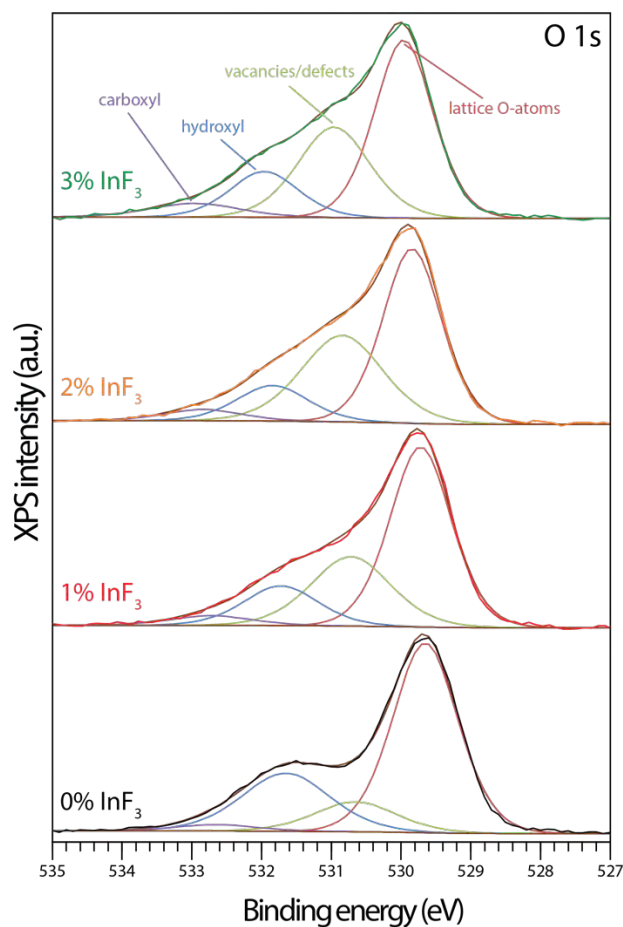 O 1s
vacancies/defects
carboxyl
lattice O-atoms
hydroxyl
3% InF₃
2% InF₃
1% InF₃
0% InF₃
XPS intensity (a.u.)
535 534 533 532 531 530 529 528 527
Binding energy (eV)